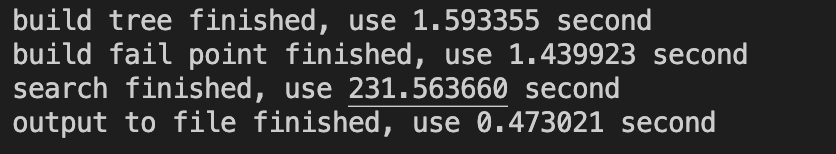 build tree finished, use 1.593355 second
build fail point finished, use 1.439923 second
search finished, use 231.563660 second
output to file finished, use 0.473021 second